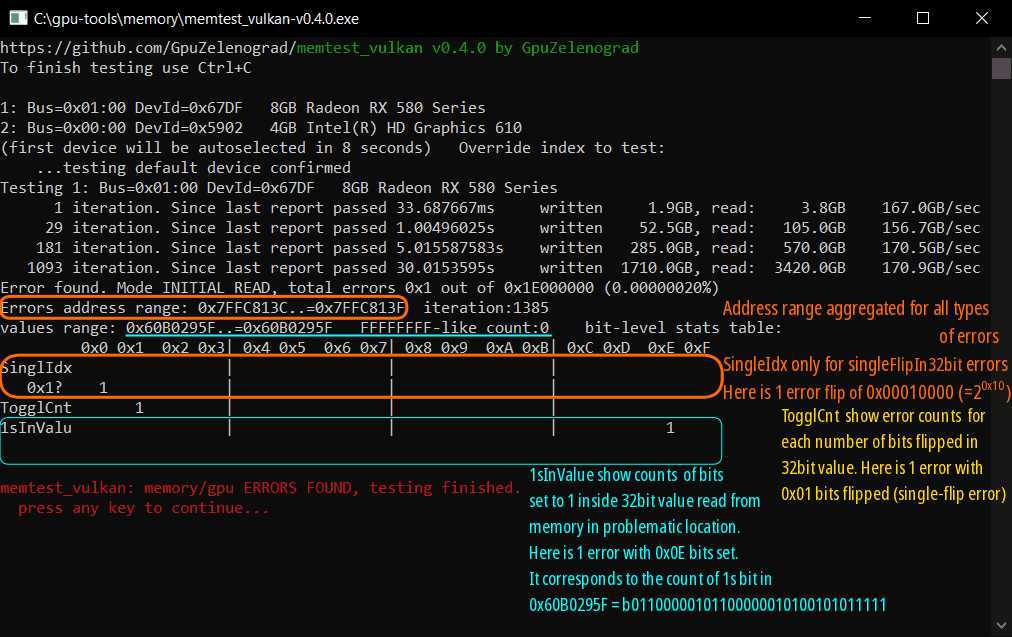 C:\gpu-tools\memory\memtest_vulkan-v0.4.0.exe
https://github.com/GpuZelenograd/memtest_vulkan v0.4.0 by GpuZelenograd
To finish testing use Ctrl+C
1: Bus=0x01:00 DevId=0x67DF   8GB Radeon RX 580 Series
2: Bus=0x00:00 DevId=0x5902   4GB Intel(R) HD Graphics 610
(first device will be autoselected in 8 seconds)   Override index to test:
    ...testing default device confirmed
Testing 1: Bus=0x01:00 DevId=0x67DF   8GB Radeon RX 580 Series
      1 iteration. Since last report passed 33.687667ms     written    1.9GB, read:     3.8GB    167.0GB/sec
     29 iteration. Since last report passed 1.00496025s     written   52.5GB, read:   105.0GB    156.7GB/sec
    181 iteration. Since last report passed 5.015587583s    written  285.0GB, read:   570.0GB    170.5GB/sec
   1093 iteration. Since last report passed 30.0153595s     written 1710.0GB, read:  3420.0GB    170.9GB/sec
Error found. Mode INITIAL READ, total errors 0x1 out of 0x1E000000 (0.00000020%)
Errors address range: 0x7FFC813C..=0x7FFC813F  iteration:1385
values range: 0x60B0295F..=0x60B0295F   FFFFFFFF-like count:0    bit-level stats table:
         0x0 0x1  0x2 0x3| 0x4 0x5  0x6 0x7| 0x8 0x9  0xA 0xB| 0xC 0xD  0xE 0xF
SinglIdx                 |                 |                 |
   0x1?    1             |                 |                 |
TogglCnt       1         |                 |                 |
1sInValu                 |                 |                 |            1
memtest_vulkan: memory/gpu ERRORS FOUND, testing finished.
  press any key to continue...
Address range aggregated for all types
of errors
SingleIdx only for singleFlipIn32bit errors
Here is 1 error flip of 0x00010000 (=2^0x10)
TogglCnt show error counts for
each number of bits flipped in
32bit value. Here is 1 error with
0x01 bits flipped (single-flip error)
1sInValue show counts of bits
set to 1 inside 32bit value read from
memory in problematic location.
Here is 1 error with 0x0E bits set.
It corresponds to the count of 1s bit in
0x60B0295F = b01100000101100000010100101011111